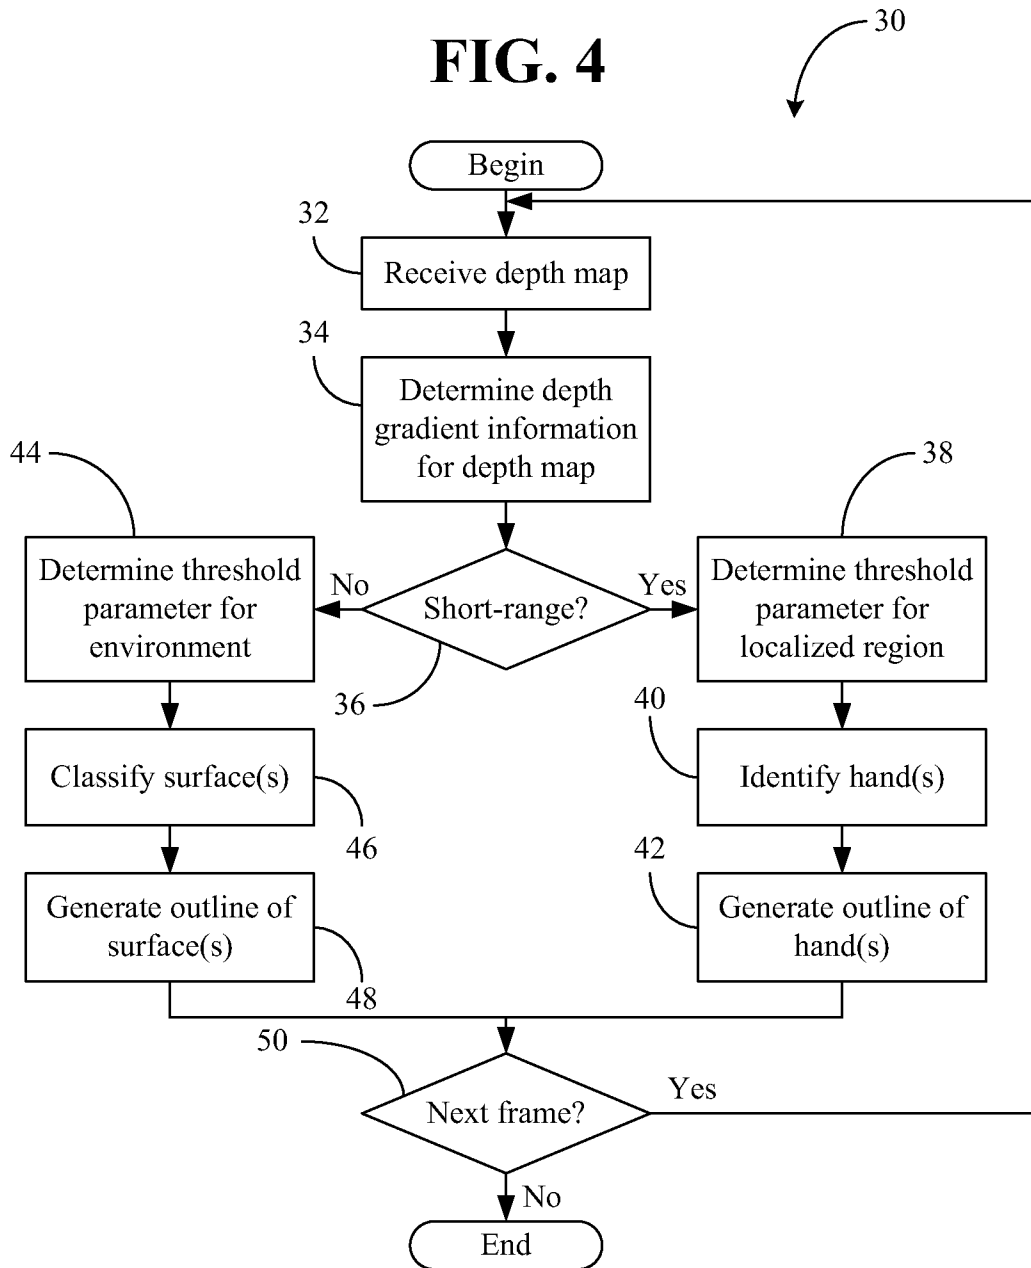 30
FIG. 4
Begin
32
Receive depth map
34
Determine depth
gradient information
for depth map
44
38
Determine threshold
parameter for
environment
No
Short-range?
Yes
Determine threshold
parameter for
localized region
36
40
Classify surface(s)
Identify hand(s)
46
42
Generate outline of
surface(s)
Generate outline of
hand(s)
48
50
Next frame?
Yes
No
End